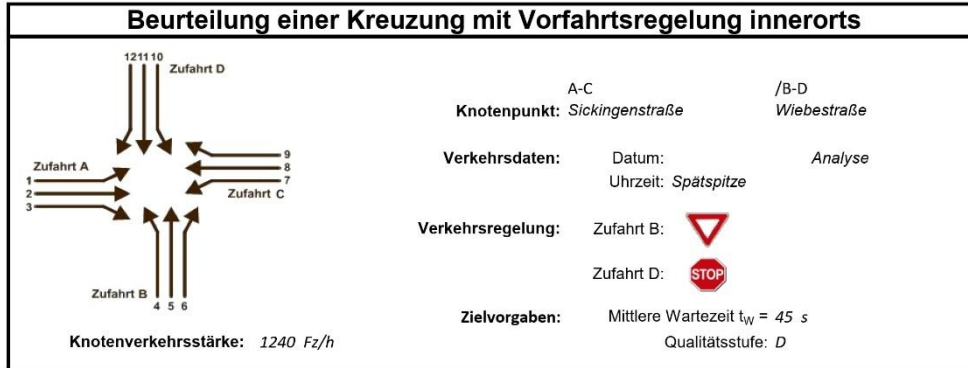 Beurteilung einer Kreuzung mit Vorfahrtsregelung innerorts
121110
Zufahrt D
9
8
7
Zufahrt C
Zufahrt A
1
2
3
Zufahrt B
4 5 6
Knotenverkehrsstärke: 1240 Fz/h
A-C /B-D
Knotenpunkt: Sickingenstraße Wiebestraße
Verkehrsdaten: Datum: Analyse
Uhrzeit: Spätspitze
Verkehrsregelung: Zufahrt B:
Zufahrt D: STOP
Zielvorgaben: Mittlere Wartezeit tW = 45 s
Qualitätsstufe: D